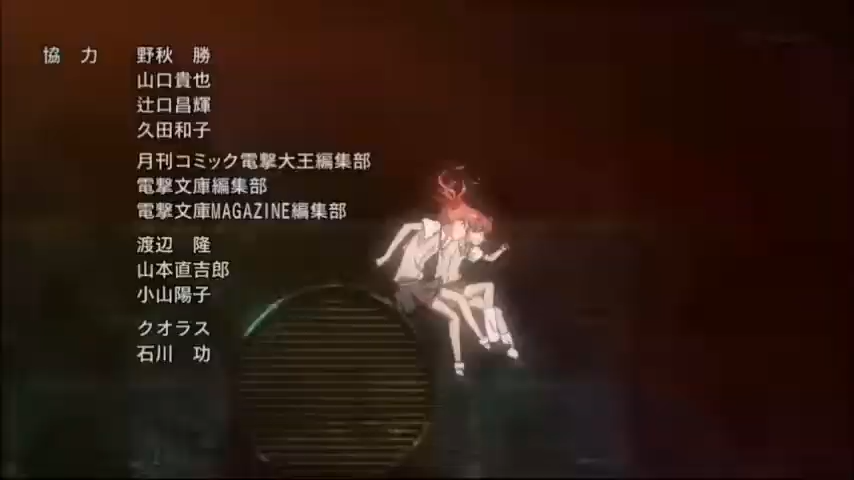 協　力　野秋　勝
山口貴也
辻口昌輝
久田和子
月刊コミック電撃大王編集部
電撃文庫編集部
電撃文庫MAGAZINE編集部
渡辺　隆
山本直吉郎
小山陽子
クオラス
石川　功